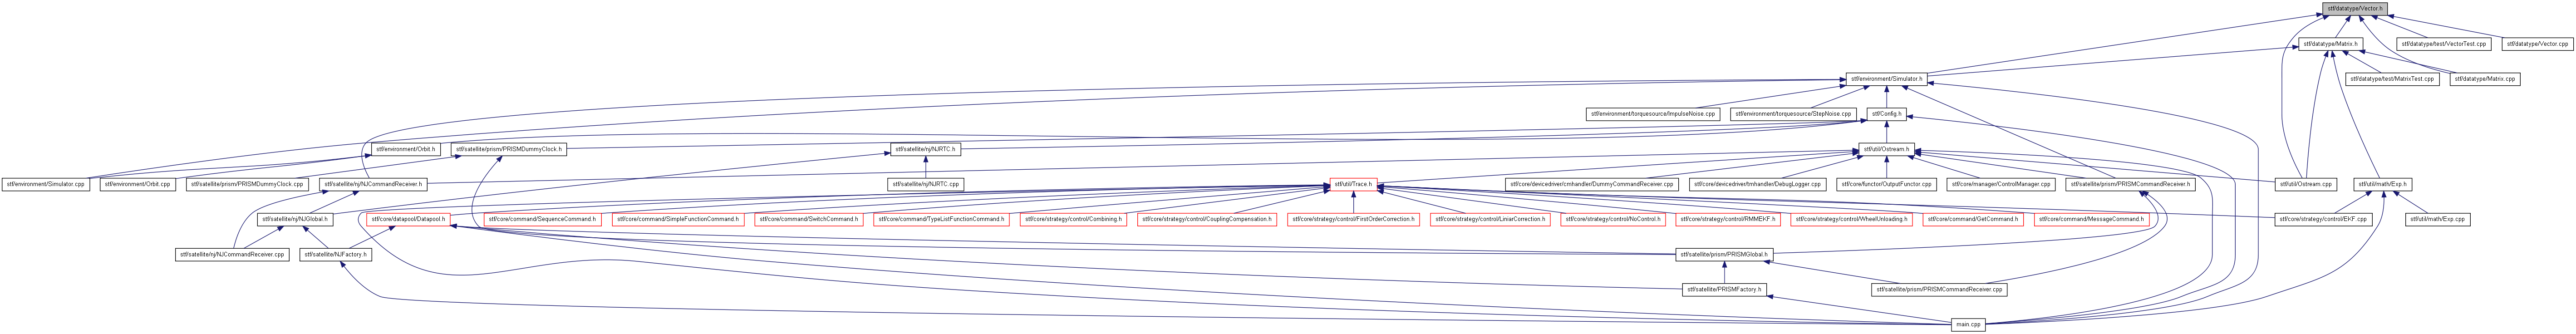 stf/datatype/Vector.h
stf/datatype/Matrix.h
stf/datatype/test/VectorTest.cpp
stf/datatype/Vector.cpp
stf/environment/Simulator.h
stf/datatype/test/MatrixTest.cpp
stf/datatype/Matrix.cpp
stf/environment/torquesource/ImpulseNoise.cpp
stf/environment/torquesource/StepNoise.cpp
stf/Config.h
stf/environment/Orbit.h
stf/satellite/prism/PRISMDummyClock.h
stf/satellite/nj/NJRTC.h
stf/util/Ostream.h
stf/environment/Simulator.cpp
stf/environment/Orbit.cpp
stf/satellite/prism/PRISMDummyClock.cpp
stf/satellite/nj/NJCommandReceiver.h
stf/satellite/nj/NJRTC.cpp
stf/util/Trace.h
stf/core/devicedriver/cmhandler/DummyCommandReceiver.cpp
stf/core/devicedriver/tmhandler/DebugLogger.cpp
stf/core/functor/OutputFunctor.cpp
stf/core/manager/ControlManager.cpp
stf/satellite/prism/PRISMCommandReceiver.h
stf/util/Ostream.cpp
stf/util/math/Exp.h
stf/satellite/nj/NJGlobal.h
stf/core/datapool/Datapool.h
stf/core/command/SequenceCommand.h
stf/core/command/SimpleFunctionCommand.h
stf/core/command/SwitchCommand.h
stf/core/command/TypeListFunctionCommand.h
stf/core/strategy/control/Combining.h
stf/core/strategy/control/CouplingCompensation.h
stf/core/strategy/control/FirstOrderCorrection.h
stf/core/strategy/control/LiniarCorrection.h
stf/core/strategy/control/NoControl.h
stf/core/strategy/control/RMMEKF.h
stf/core/strategy/control/WheelUnloading.h
stf/core/command/GetCommand.h
stf/core/command/MessageCommand.h
stf/core/strategy/control/EKF.cpp
stf/util/math/Exp.cpp
stf/satellite/nj/NJCommandReceiver.cpp
stf/satellite/NJFactory.h
stf/satellite/prism/PRISMGlobal.h
stf/satellite/PRISMFactory.h
stf/satellite/prism/PRISMCommandReceiver.cpp
main.cpp